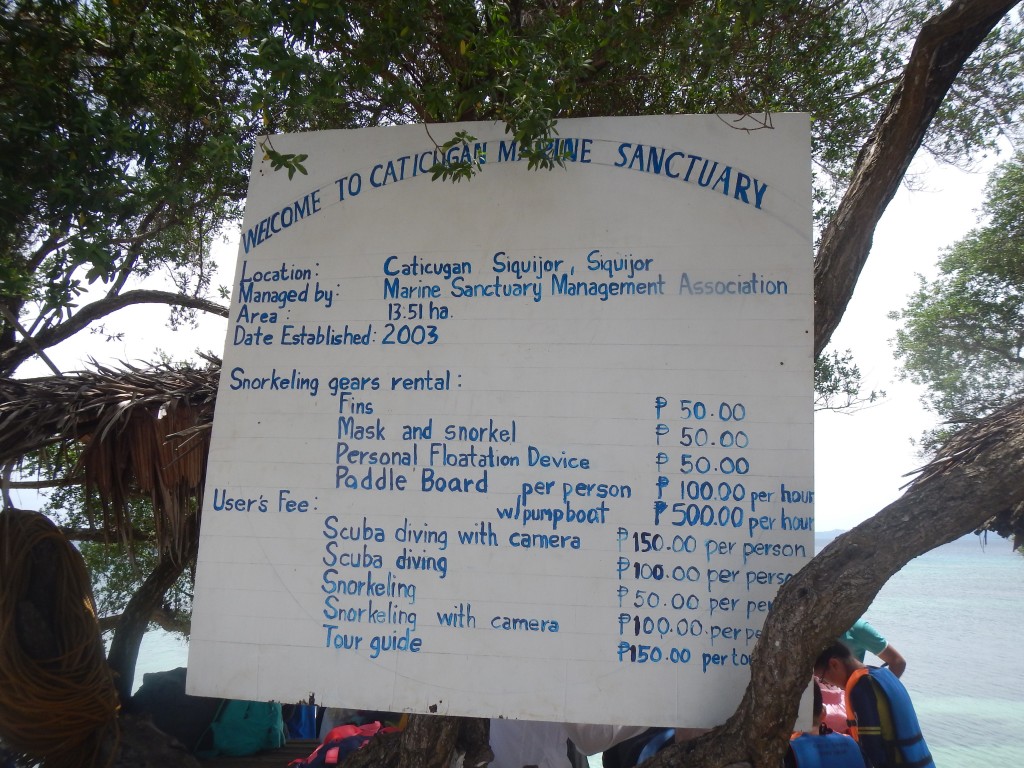 WELCOME TO CATICUGAN MARINE SANCTUARY
Location: Caticugan Siquijor, Siquijor
Managed by: Marine Sanctuary Management Association
Area: 13.51 ha.
Date Established: 2003
Snorkeling gears rental:
Fins ₱ 50.00
Mask and snorkel ₱ 50.00
Personal Floatation Device ₱ 50.00
Paddle Board per person ₱ 100.00 per hour
w/pumpboat ₱ 500.00 per hour
User's Fee:
Scuba diving with camera ₱150.00 per person
Scuba diving ₱100.00 per
Snorkeling ₱50.00 per
Snorkeling with camera ₱100.00 per
Tour guide ₱150.00 per